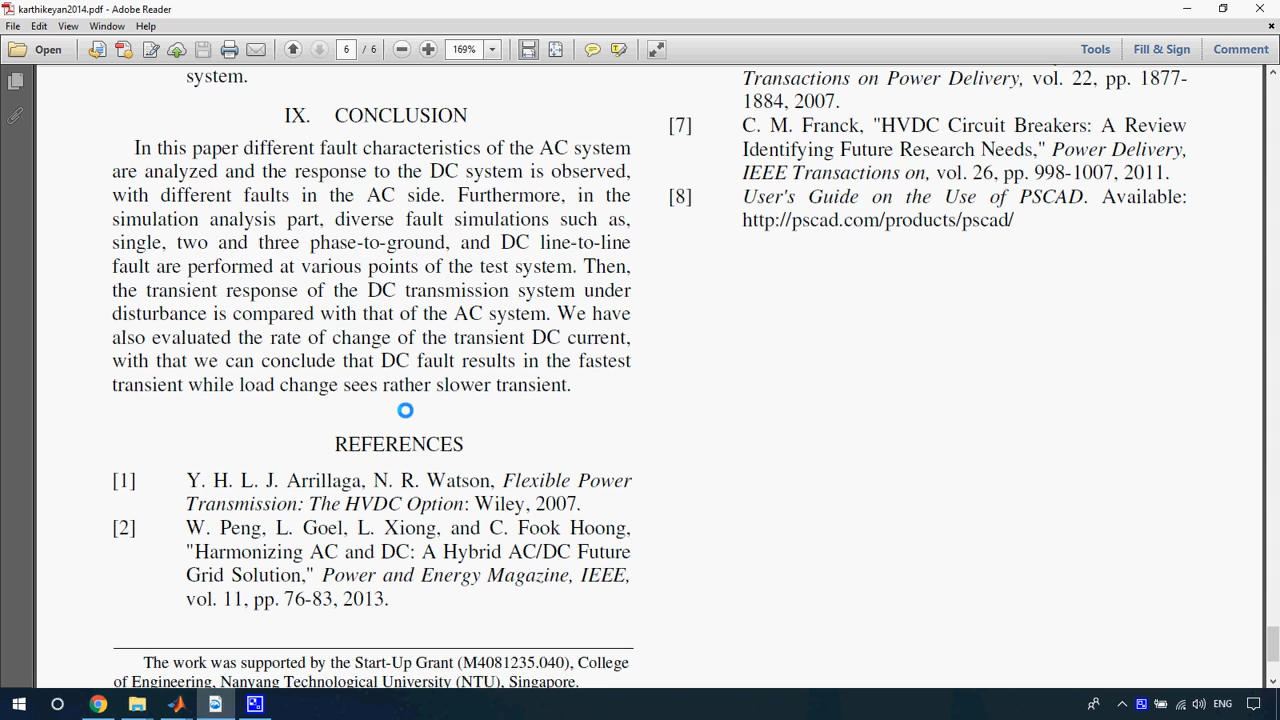 karthikeyan2014.pdf - Adobe Reader
File Edit View Window Help
Open 6 / 6 169% Tools Fill & Sign Comment
system.
IX. CONCLUSION
In this paper different fault characteristics of the AC system
are analyzed and the response to the DC system is observed,
with different faults in the AC side. Furthermore, in the
simulation analysis part, diverse fault simulations such as,
single, two and three phase-to-ground, and DC line-to-line
fault are performed at various points of the test system. Then,
the transient response of the DC transmission system under
disturbance is compared with that of the AC system. We have
also evaluated the rate of change of the transient DC current,
with that we can conclude that DC fault results in the fastest
transient while load change sees rather slower transient.
REFERENCES
[1] Y. H. L. J. Arrillaga, N. R. Watson, Flexible Power
Transmission: The HVDC Option: Wiley, 2007.
[2] W. Peng, L. Goel, L. Xiong, and C. Fook Hoong,
"Harmonizing AC and DC: A Hybrid AC/DC Future
Grid Solution," Power and Energy Magazine, IEEE,
vol. 11, pp. 76-83, 2013.
The work was supported by the Start-Up Grant (M4081235.040), College
of Engineering, Nanyang Technological University (NTU), Singapore.
Transactions on Power Delivery, vol. 22, pp. 1877-
1884, 2007.
[7] C. M. Franck, "HVDC Circuit Breakers: A Review
Identifying Future Research Needs," Power Delivery,
IEEE Transactions on, vol. 26, pp. 998-1007, 2011.
[8] User's Guide on the Use of PSCAD. Available:
http://pscad.com/products/pscad/
ENG